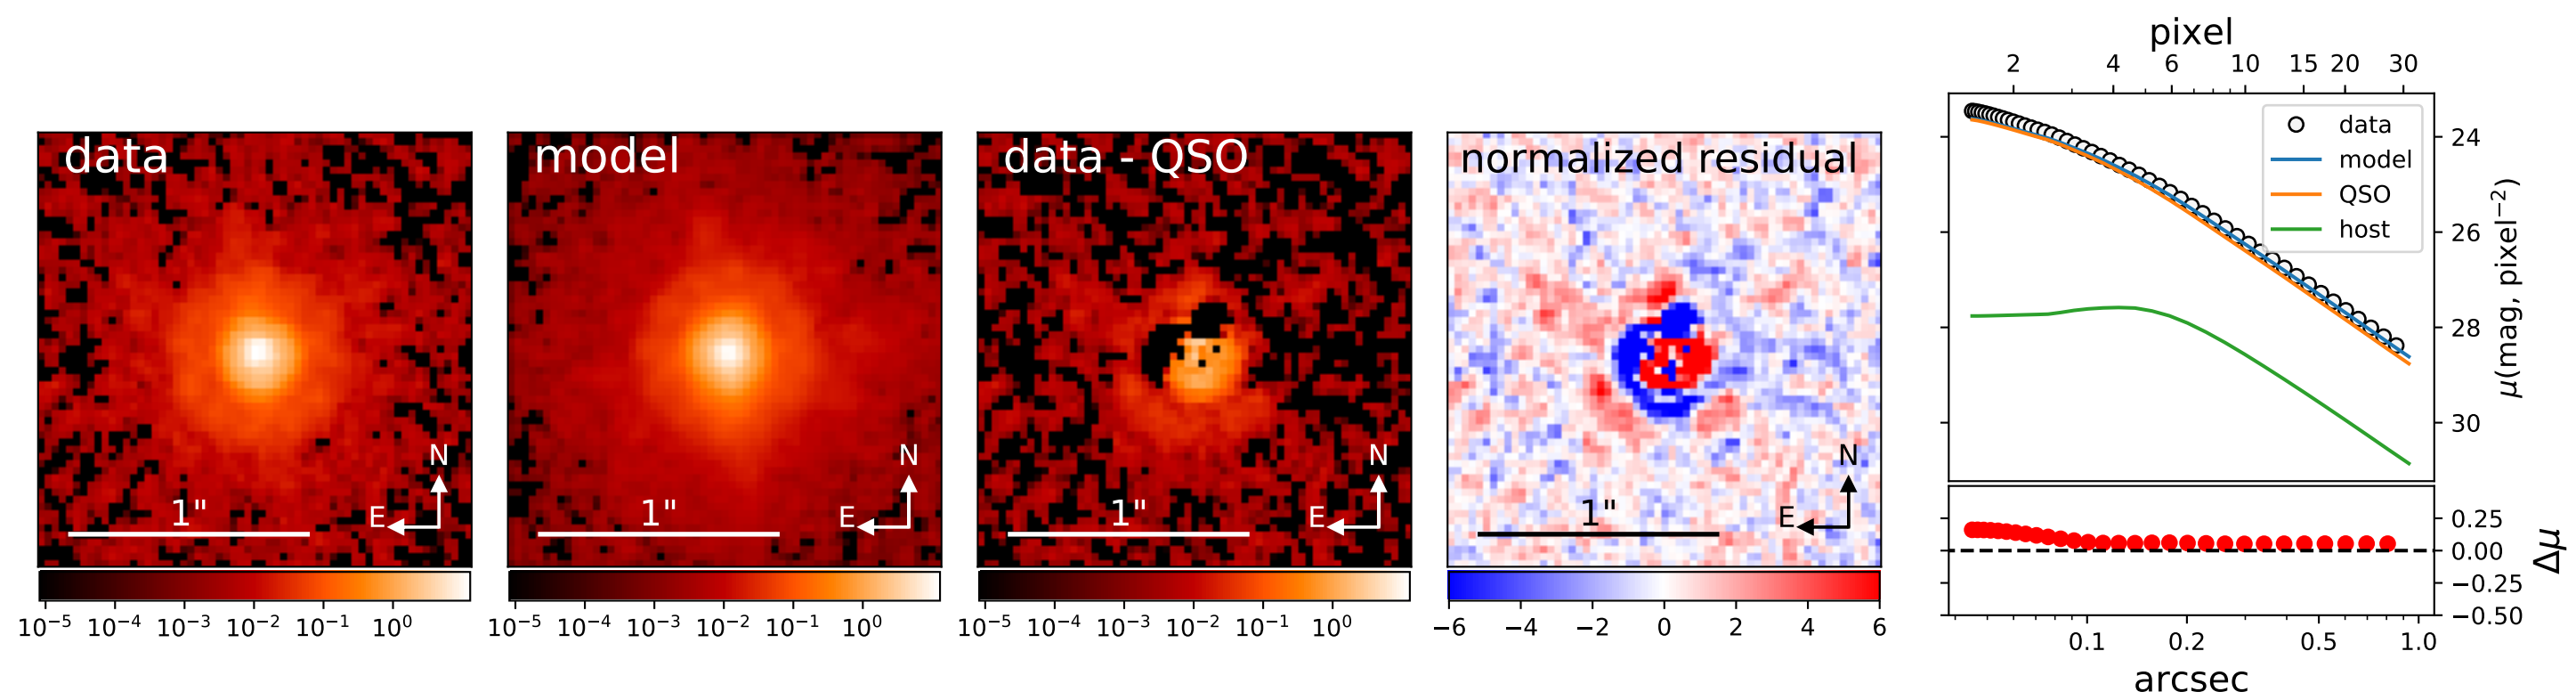 data
N
E
1"
10⁻⁵ 10⁻⁴ 10⁻³ 10⁻² 10⁻¹ 10⁰
model
N
E
1"
10⁻⁵ 10⁻⁴ 10⁻³ 10⁻² 10⁻¹ 10⁰
data - QSO
N
E
1"
10⁻⁵ 10⁻⁴ 10⁻³ 10⁻² 10⁻¹ 10⁰
normalized residual
N
E
1"
−6 −4 −2 0 2 4 6
pixel
2 4 6 10 15 20 30
data
model
QSO
host
24
26
28
30
μ(mag, pixel⁻²)
0.25
0.00
−0.25
−0.50
Δμ
0.1 0.2 0.5 1.0
arcsec